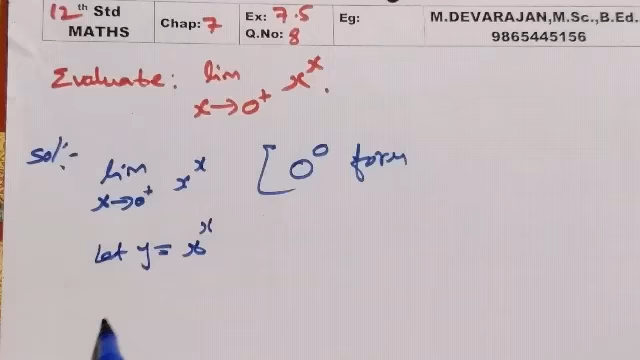 12th Std
MATHS
Chap: 7
Ex: 7.5
Q.No: 8
Eg:
M.DEVARAJAN,M.Sc.,B.Ed.
9865445156
Evaluate: lim x→0⁺ x^x.
Sol:- lim x→0⁺ x^x [0⁰ form
Let y = x^x